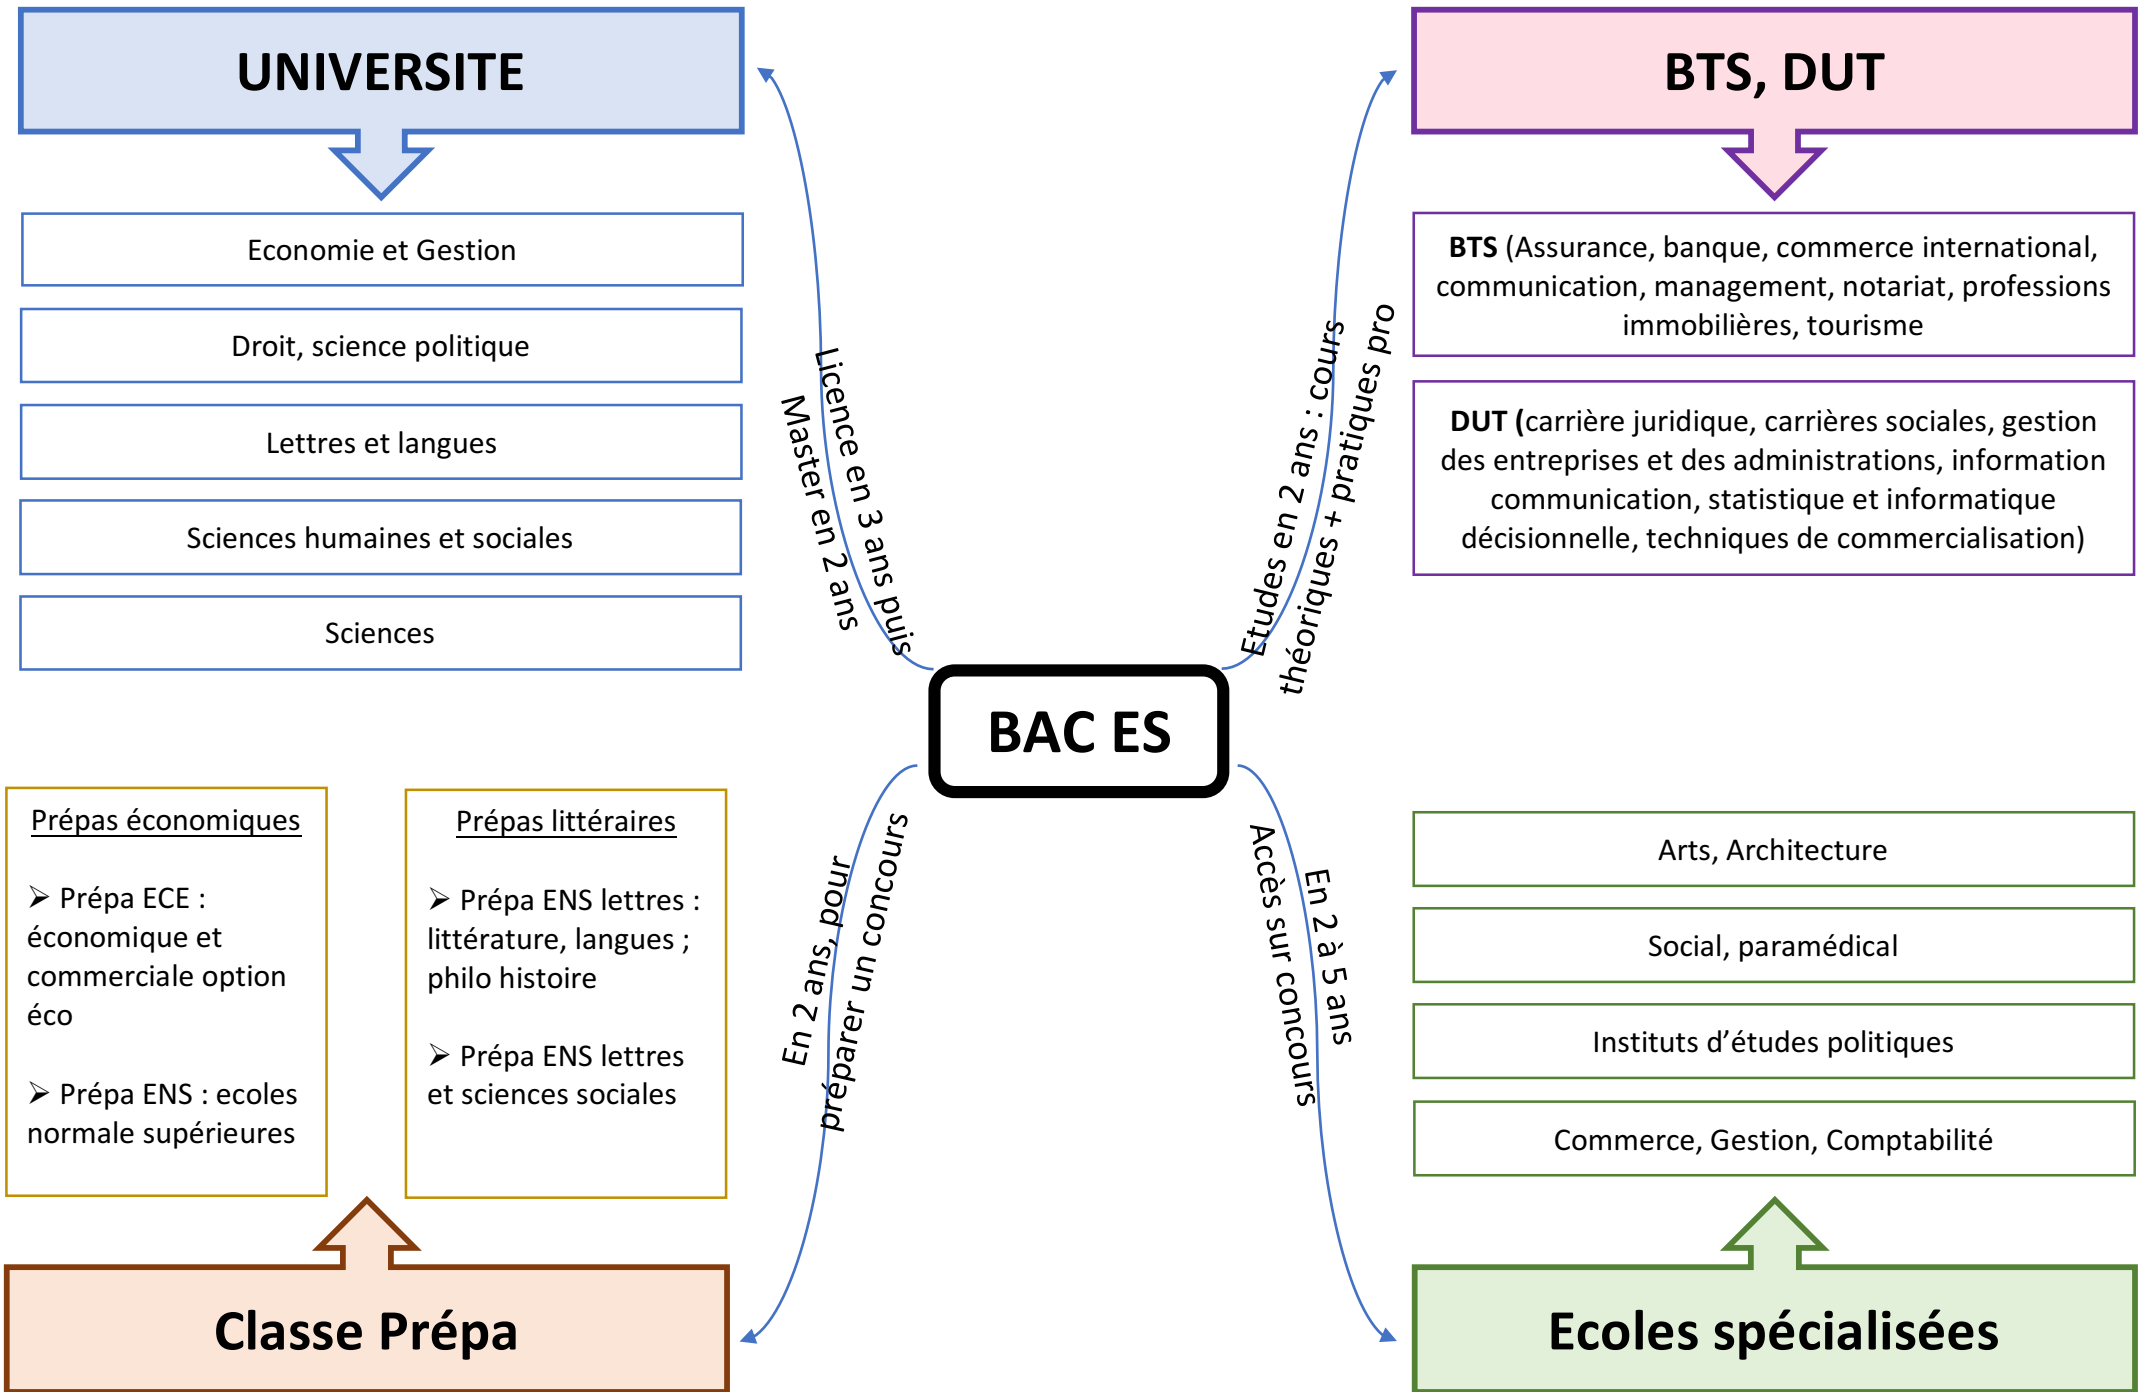 UNIVERSITE
Economie et Gestion
Droit, science politique
Lettres et langues
Sciences humaines et sociales
Sciences
Licence en 3 ans puis
Master en 2 ans
BTS, DUT
BTS (Assurance, banque, commerce international,
communication, management, notariat, professions
immobilières, tourisme
DUT (carrière juridique, carrières sociales, gestion
des entreprises et des administrations, information
communication, statistique et informatique
décisionnelle, techniques de commercialisation)
Etudes en 2 ans : cours
théoriques + pratiques pro
BAC ES
Prépas économiques
➢ Prépa ECE :
économique et
commerciale option
éco
➢ Prépa ENS : ecoles
normale supérieures
Prépas littéraires
➢ Prépa ENS lettres :
littérature, langues ;
philo histoire
➢ Prépa ENS lettres
et sciences sociales
En 2 ans, pour
préparer un concours
Classe Prépa
En 2 à 5 ans
Accès sur concours
Arts, Architecture
Social, paramédical
Instituts d’études politiques
Commerce, Gestion, Comptabilité
Ecoles spécialisées